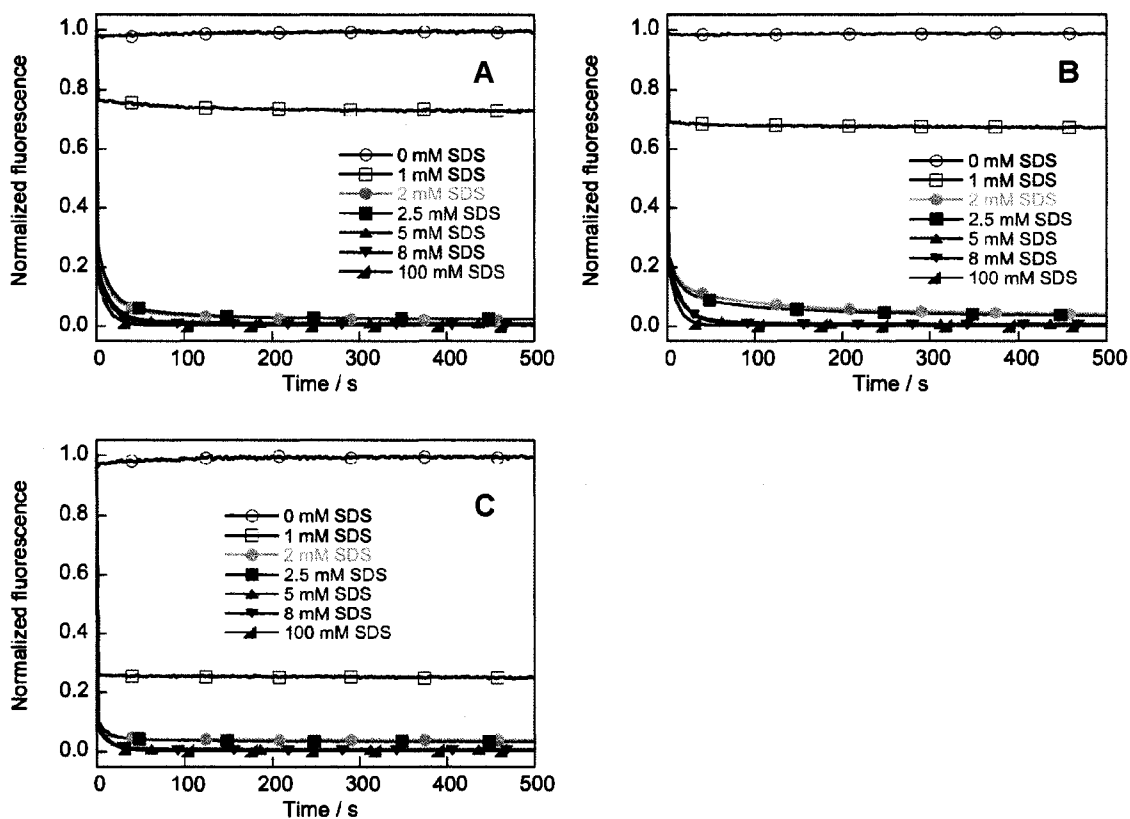 A
Normalized fluorescence
1.0
0.8
0.6
0.4
0.2
0.0
0 mM SDS
1 mM SDS
2 mM SDS
2.5 mM SDS
5 mM SDS
8 mM SDS
100 mM SDS
0 100 200 300 400 500
Time / s
B
Normalized fluorescence
1.0
0.8
0.6
0.4
0.2
0.0
0 mM SDS
1 mM SDS
2 mM SDS
2.5 mM SDS
5 mM SDS
8 mM SDS
100 mM SDS
0 100 200 300 400 500
Time / s
C
Normalized fluorescence
1.0
0.8
0.6
0.4
0.2
0.0
0 mM SDS
1 mM SDS
2 mM SDS
2.5 mM SDS
5 mM SDS
8 mM SDS
100 mM SDS
0 100 200 300 400 500
Time / s